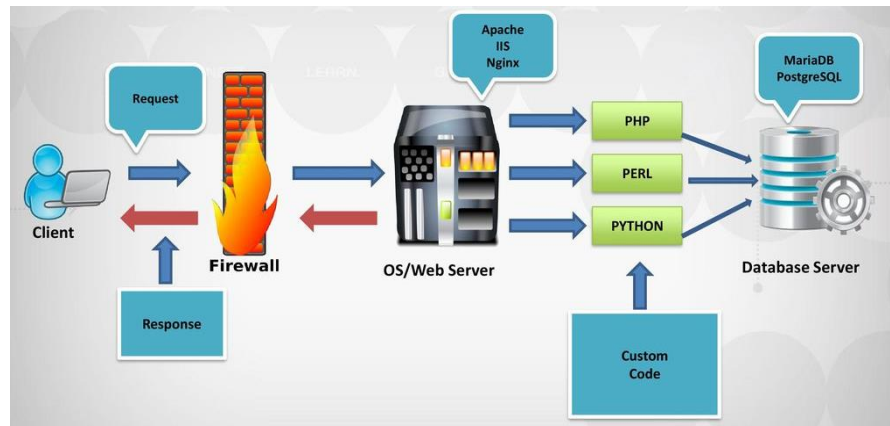 Apache
IIS
Nginx
MariaDB
PostgreSQL
Request
LEARN
PHP
PERL
PYTHON
Client
Firewall
OS/Web Server
Database Server
Response
Custom
Code